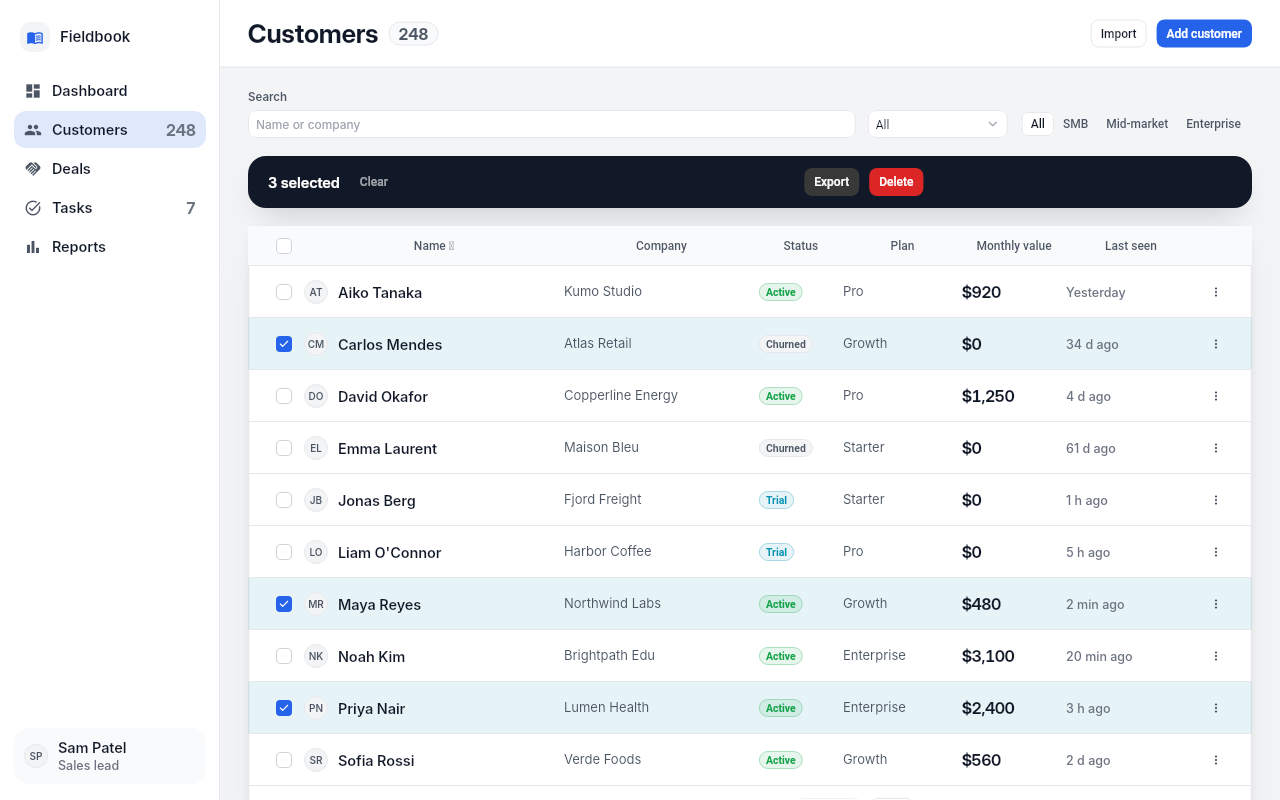 Fieldbook
Customers 248
Import Add customer
Dashboard
Customers 248
Deals
Tasks 7
Reports
Search
Name or company All All SMB Mid-market Enterprise
3 selected Clear Export Delete
Name Company Status Plan Monthly value Last seen
AT Aiko Tanaka Kumo Studio Active Pro $920 Yesterday
CM Carlos Mendes Atlas Retail Churned Growth $0 34 d ago
DO David Okafor Copperline Energy Active Pro $1,250 4 d ago
EL Emma Laurent Maison Bleu Churned Starter $0 61 d ago
JB Jonas Berg Fjord Freight Trial Starter $0 1 h ago
LO Liam O'Connor Harbor Coffee Trial Pro $0 5 h ago
MR Maya Reyes Northwind Labs Active Growth $480 2 min ago
NK Noah Kim Brightpath Edu Active Enterprise $3,100 20 min ago
PN Priya Nair Lumen Health Active Enterprise $2,400 3 h ago
SR Sofia Rossi Verde Foods Active Growth $560 2 d ago
SP Sam Patel
Sales lead